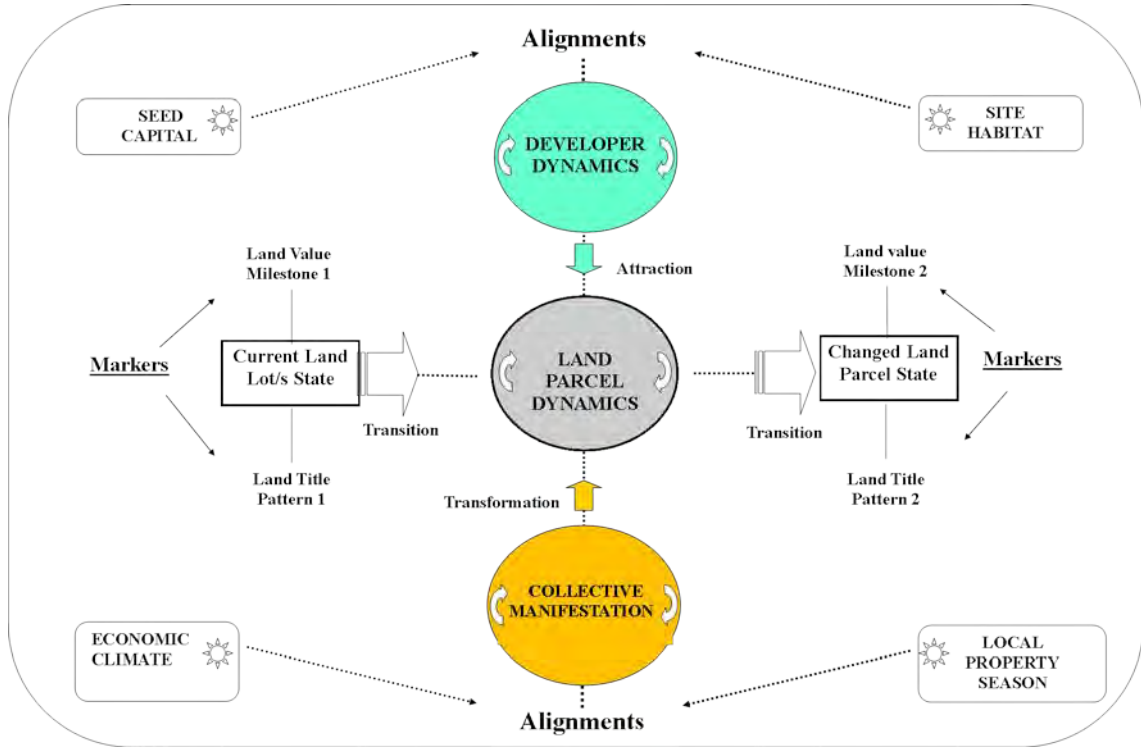 Alignments
SEED
CAPITAL
SITE
HABITAT
DEVELOPER
DYNAMICS
Land Value
Milestone 1
Attraction
Land value
Milestone 2
Markers
Current Land
Lot/s State
LAND
PARCEL
DYNAMICS
Changed Land
Parcel State
Markers
Transition
Transition
Land Title
Pattern 1
Transformation
Land Title
Pattern 2
COLLECTIVE
MANIFESTATION
ECONOMIC
CLIMATE
LOCAL
PROPERTY
SEASON
Alignments